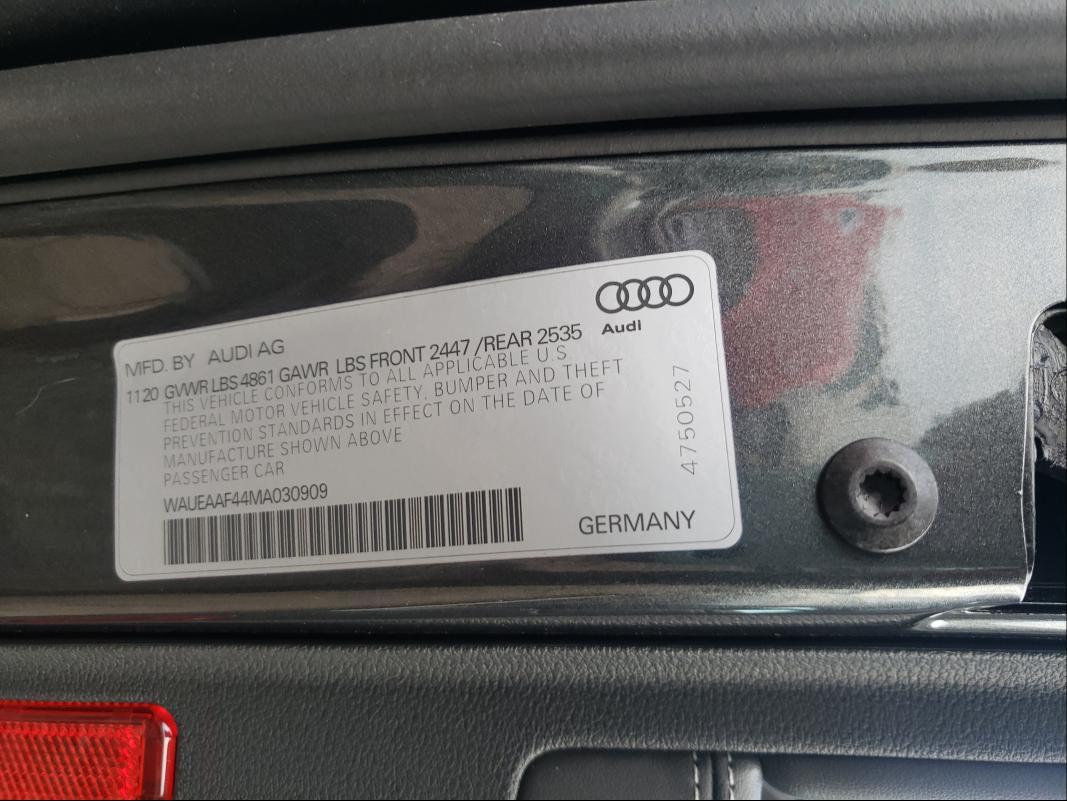 Audi
MFD. BY AUDI AG
1120 GVWR LBS 4861 GAWR LBS FRONT 2447 /REAR 2535
THIS VEHICLE CONFORMS TO ALL APPLICABLE U.S.
FEDERAL MOTOR VEHICLE SAFETY, BUMPER AND THEFT
PREVENTION STANDARDS IN EFFECT ON THE DATE OF
MANUFACTURE SHOWN ABOVE
PASSENGER CAR
WAUEAAF44MA030909
GERMANY
4750527